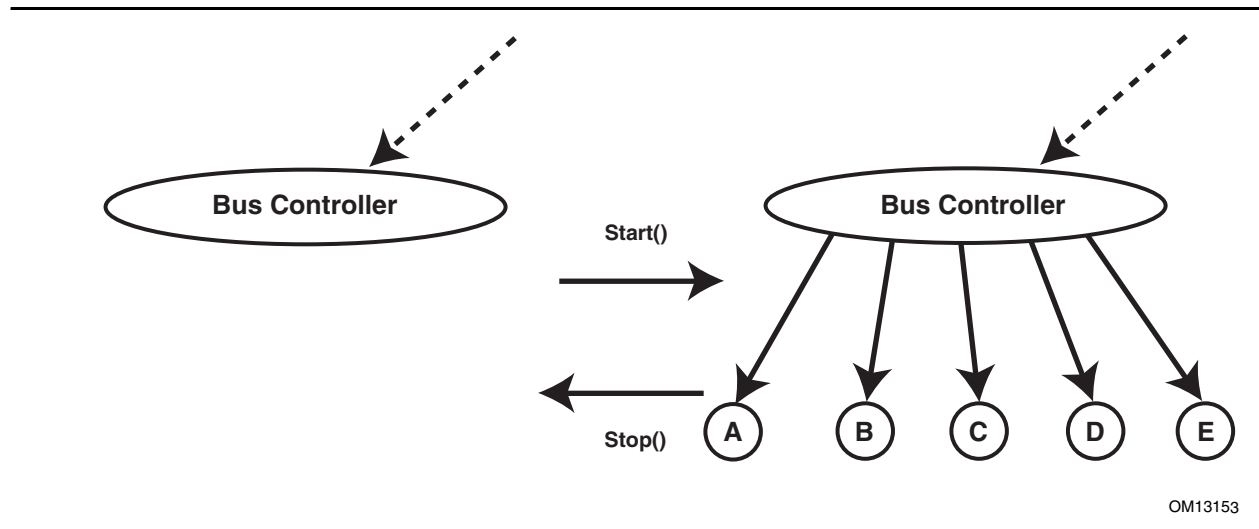 Bus Controller
Bus Controller
Start()
Stop()
A
B
C
D
E
OM13153